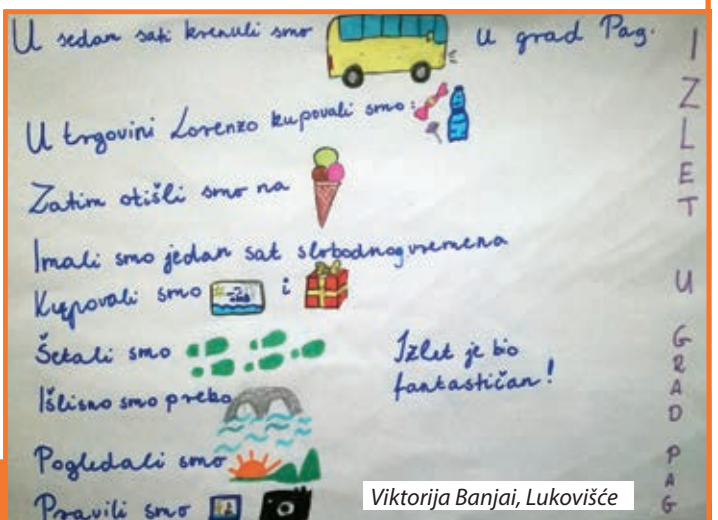 U sedam sati krenuli smo u grad Pag.
U trgovini Lorenzo kupovali smo:
Zatim otišli smo na
Imali smo jedan sat slobodnog vremena
Kupovali smo i
Šetali smo
Izlet je bio
fantastičan!
Išli smo preko
Pogledali smo
Pravili smo
IZLET U GRAD PAG
Viktorija Banjai, Lukovišće